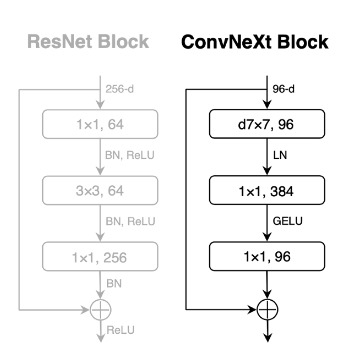 ResNet Block
256-d
1×1, 64
BN, ReLU
3×3, 64
BN, ReLU
1×1, 256
BN
ReLU
ConvNeXt Block
96-d
d7×7, 96
LN
1×1, 384
GELU
1×1, 96